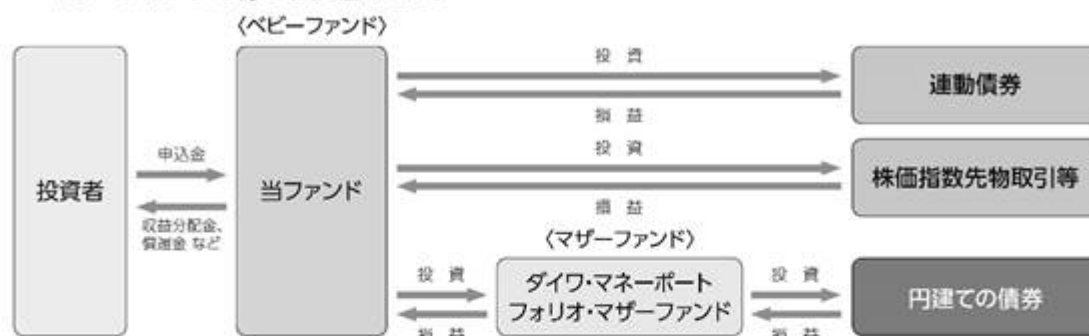 〈ベビーファンド〉
投資者
申込金
収益分配金、
償還金 など
当ファンド
投 資
損 益
連動債券
投 資
損 益
株価指数先物取引等
〈マザーファンド〉
投 資
損 益
ダイワ・マネーポート
フォリオ・マザーファンド
投 資
損 益
円建ての債券